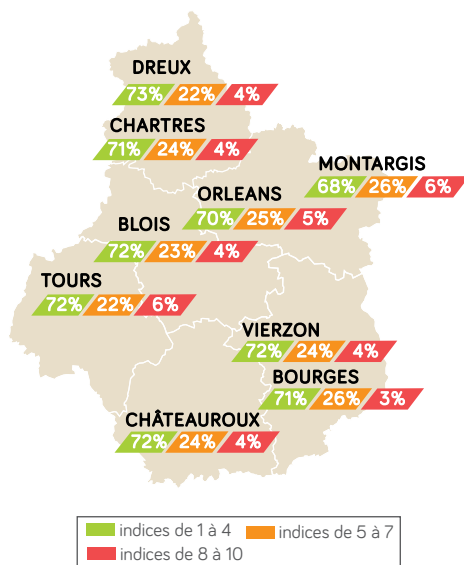 DREUX
73% 22% 4%
CHARTRES
71% 24% 4%
MONTARGIS
68% 26% 6%
ORLEANS
70% 25% 5%
BLOIS
72% 23% 4%
TOURS
72% 22% 6%
VIERZON
72% 24% 4%
BOURGES
71% 26% 3%
CHÂTEAUROUX
72% 24% 4%
indices de 1 à 4 indices de 5 à 7
indices de 8 à 10